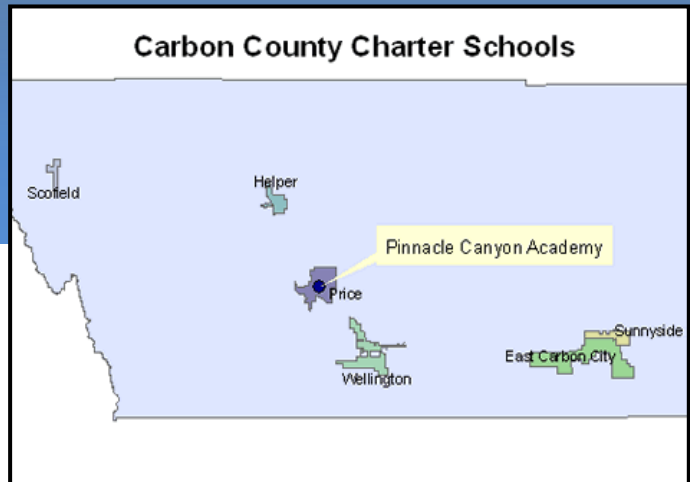 Carbon County Charter Schools
Scofield
Helper
Pinnacle Canyon Academy
Price
Sunnyside
East Carbon City
Wellington